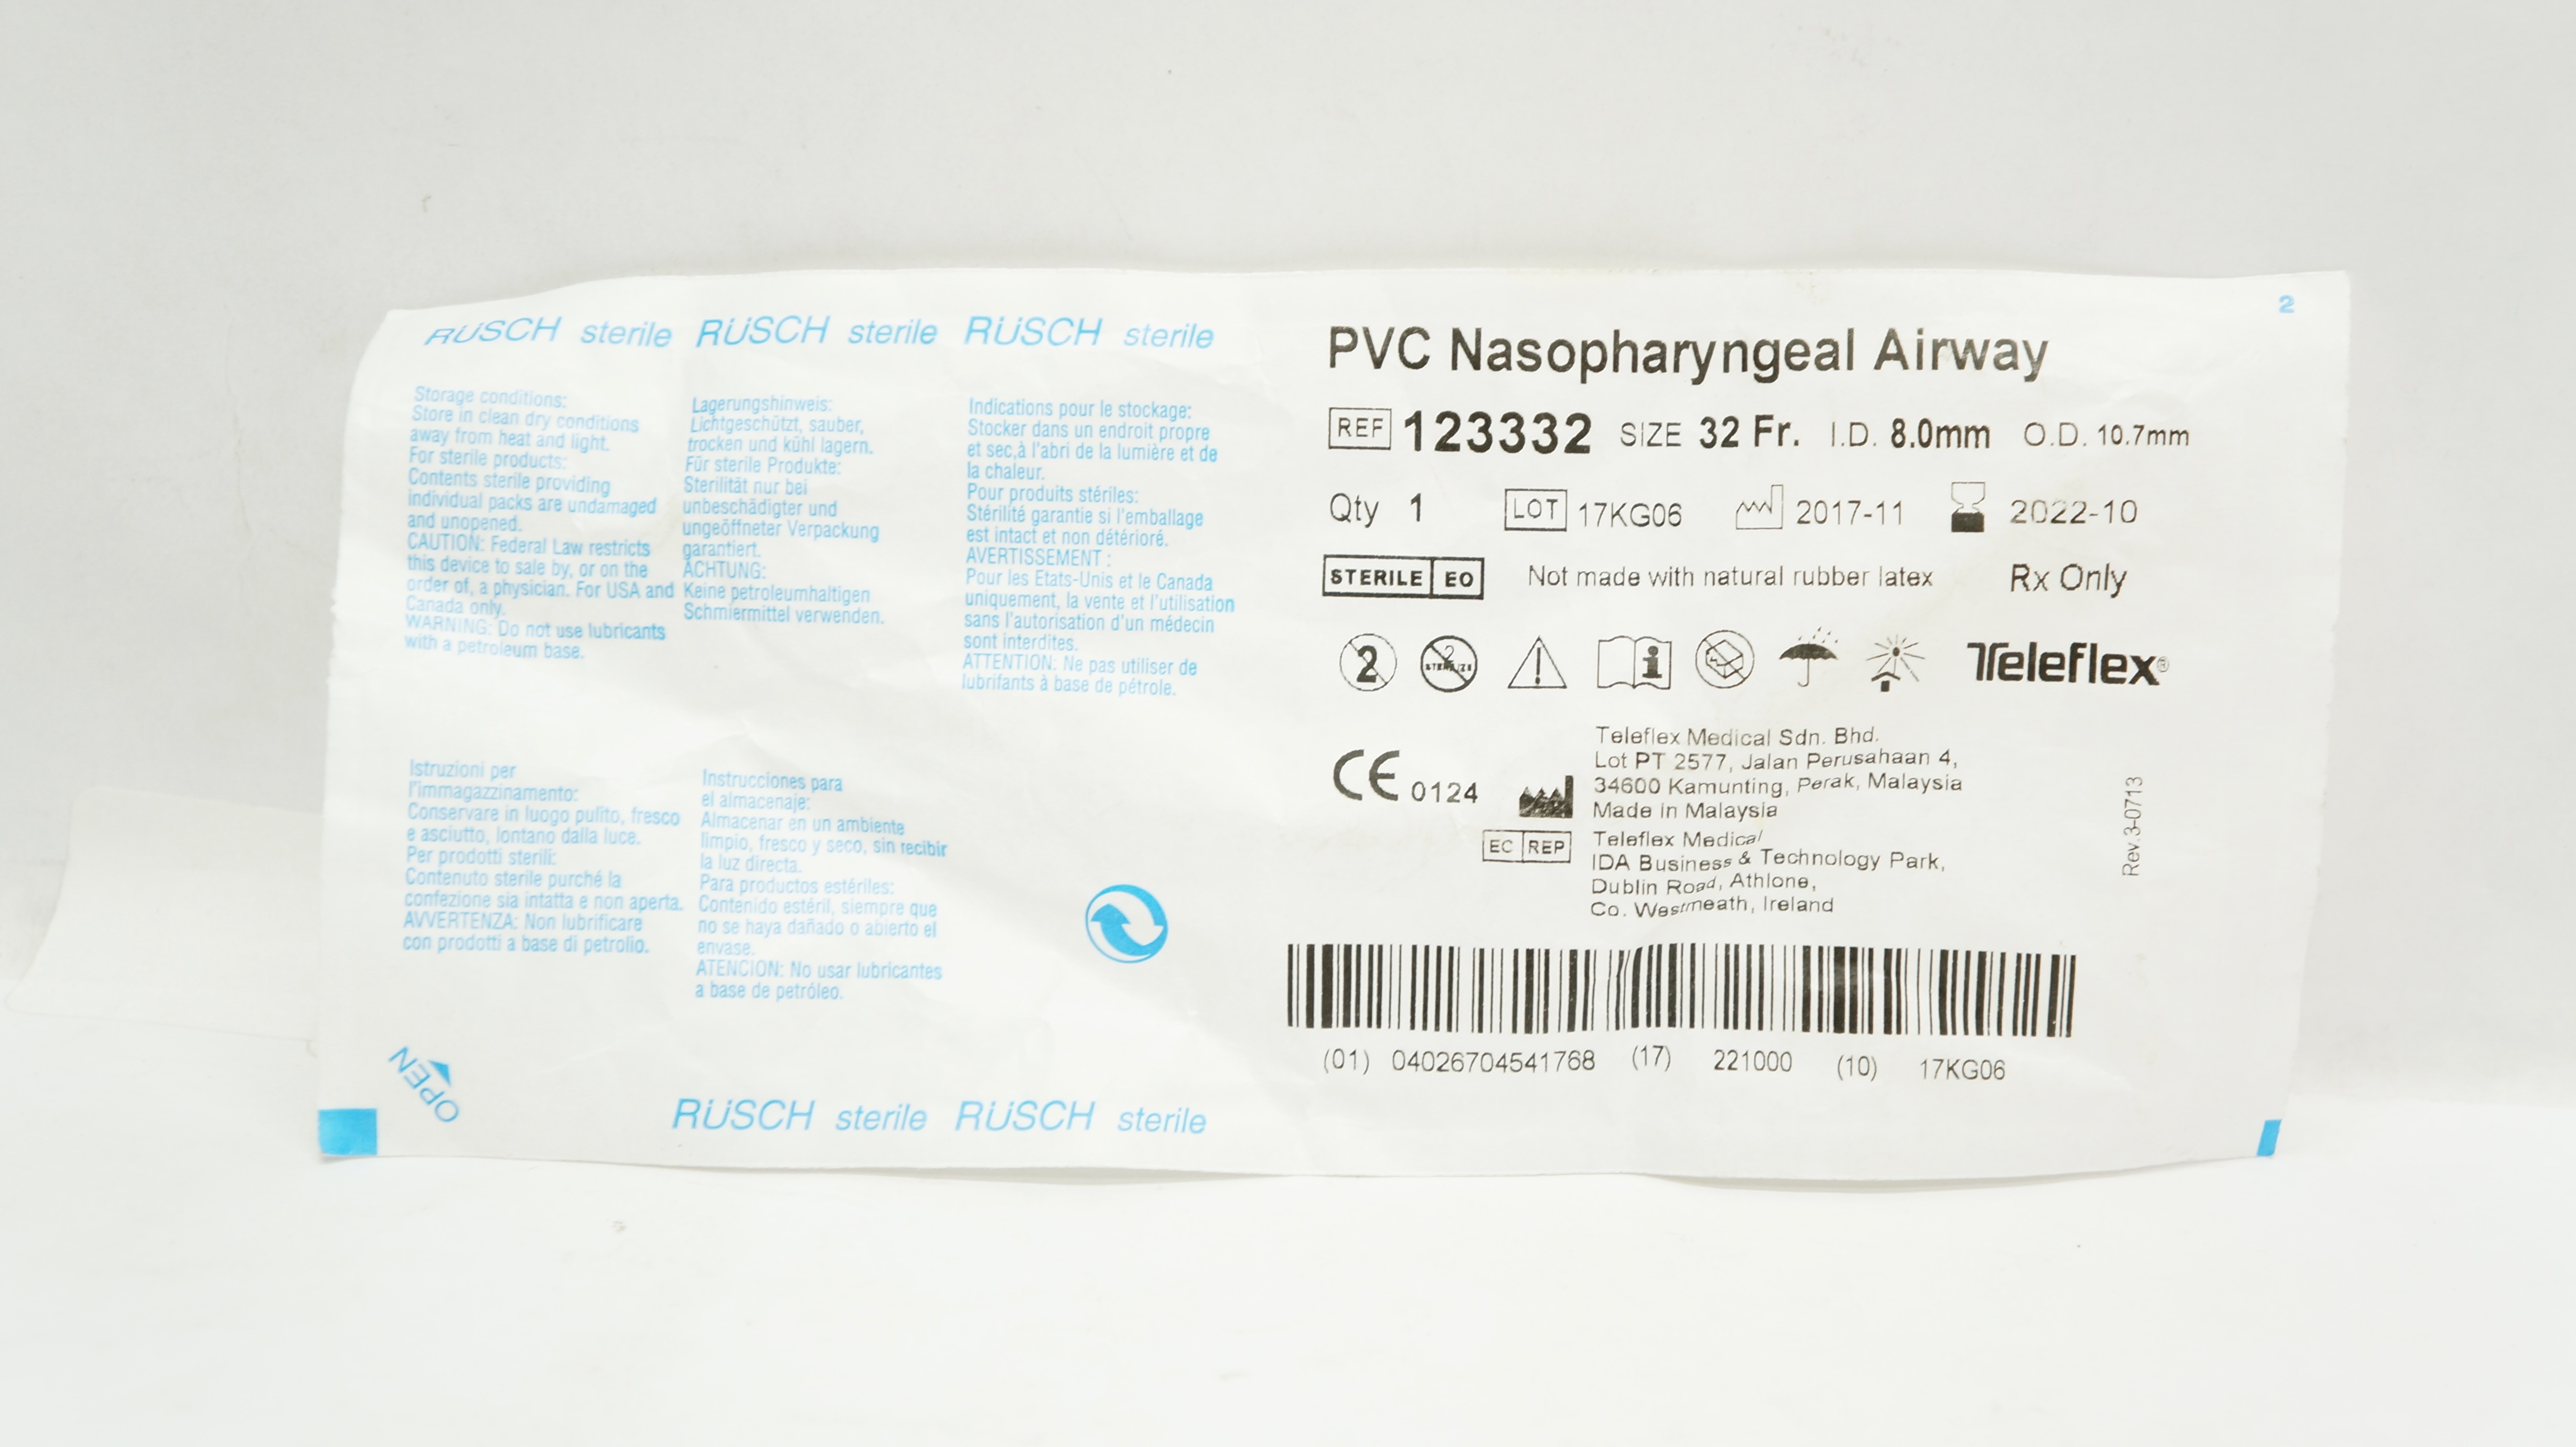 RÜSCH sterile RÜSCH sterile RÜSCH sterile
Storage conditions:
Store in clean dry conditions
away from heat and light.
For sterile products:
Contents sterile providing
individual packs are undamaged
and unopened.
CAUTION: Federal Law restricts
this device to sale by, or on the
order of, a physician. For USA and
Canada only.
WARNING: Do not use lubricants
with a petroleum base.
Lagerungshinweis:
Lichtgeschützt, sauber,
trocken und kühl lagern.
Für sterile Produkte:
Sterilität nur bei
unbeschädigter und
ungeöffneter Verpackung
garantiert.
ACHTUNG:
Keine petroleumhaltigen
Schmiermittel verwenden.
Indications pour le stockage:
Stocker dans un endroit propre
et sec,à l'abri de la lumière et de
la chaleur.
Pour produits stériles:
Stérilité garantie si l'emballage
est intact et non détérioré.
AVERTISSEMENT :
Pour les Etats-Unis et le Canada
uniquement, la vente et l'utilisation
sans l'autorisation d'un médecin
sont interdites.
ATTENTION: Ne pas utiliser de
lubrifants à base de pétrole.
Istruzioni per
l'immagazzinamento:
Conservare in luogo pulito, fresco
e asciutto, lontano dalla luce.
Per prodotti sterili:
Contenuto sterile purché la
confezione sia intatta e non aperta.
AVVERTENZA: Non lubrificare
con prodotti a base di petrolio.
Instrucciones para
el almacenaje:
Almacenar en un ambiente
limpio, fresco y seco, sin recibir
la luz directa.
Para productos estériles:
Contenido estéril, siempre que
no se haya dañado o abierto el
envase.
ATENCION: No usar lubricantes
a base de petróleo.
OPEN
RÜSCH sterile RÜSCH sterile
2
PVC Nasopharyngeal Airway
REF 123332 SIZE 32 Fr. I.D. 8.0mm O.D. 10.7mm
Qty 1 LOT 17KG06 2017-11 2022-10
STERILE EO Not made with natural rubber latex Rx Only
2 2 STERILIZE Teleflex®
CE 0124
Teleflex Medical Sdn. Bhd.
Lot PT 2577, Jalan Perusahaan 4,
34600 Kamunting, Perak, Malaysia
Made in Malaysia
EC REP Teleflex Medical
IDA Business & Technology Park,
Dublin Road, Athlone,
Co. Westmeath, Ireland
Rev.3-0713
(01) 04026704541768 (17) 221000 (10) 17KG06